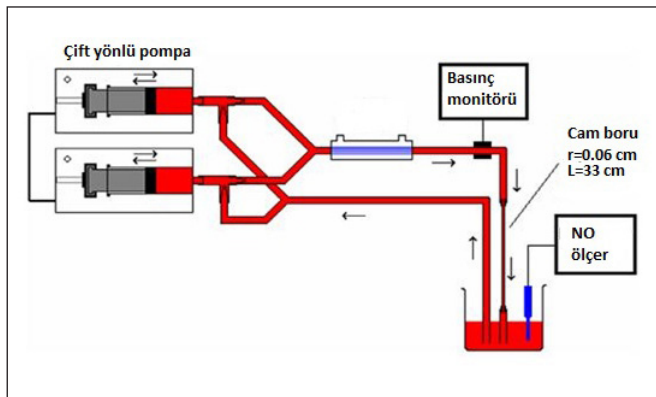 Çift yönlü pompa
Basınç
monitörü
Cam boru
r=0.06 cm
L=33 cm
NO
ölçer